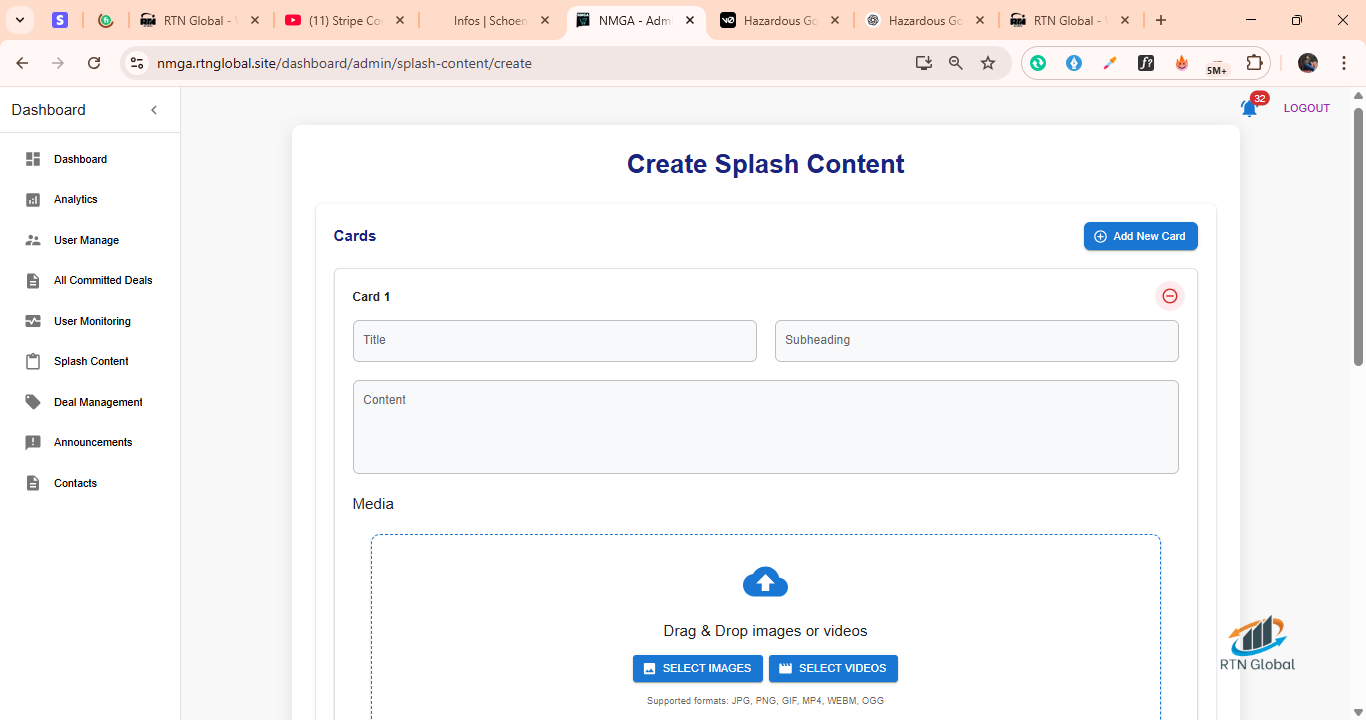 S
RTN Global - 
(11) Stripe Co
Infos | Schoen
NMGA - Adm
Hazardous Go
Hazardous Go
RTN Global - 
nmga.rtnglobal.site/dashboard/admin/splash-content/create
f?
5M+
Dashboard
32
LOGOUT
Dashboard
Analytics
User Manage
All Committed Deals
User Monitoring
Splash Content
Deal Management
Announcements
Contacts
Create Splash Content
Cards
Add New Card
Card 1
Title
Subheading
Content
Media
Drag & Drop images or videos
SELECT IMAGES
SELECT VIDEOS
Supported formats: JPG, PNG, GIF, MP4, WEBM, OGG
RTN Global